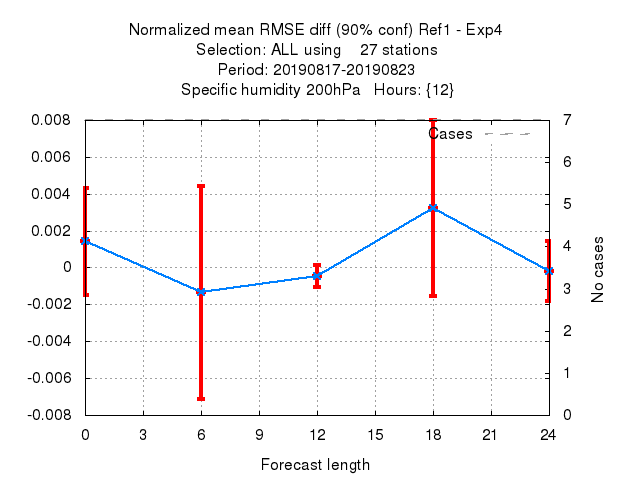 Normalized mean RMSE diff (90% conf) Ref1 - Exp4
Selection: ALL using    27 stations
Period: 20190817-20190823
Specific humidity 200hPa   Hours: {12}
0.008
0.006
0.004
0.002
0
-0.002
-0.004
-0.006
-0.008
Cases
7
6
5
4
3
2
1
0
No cases
0 3 6 9 12 15 18 21 24
Forecast length